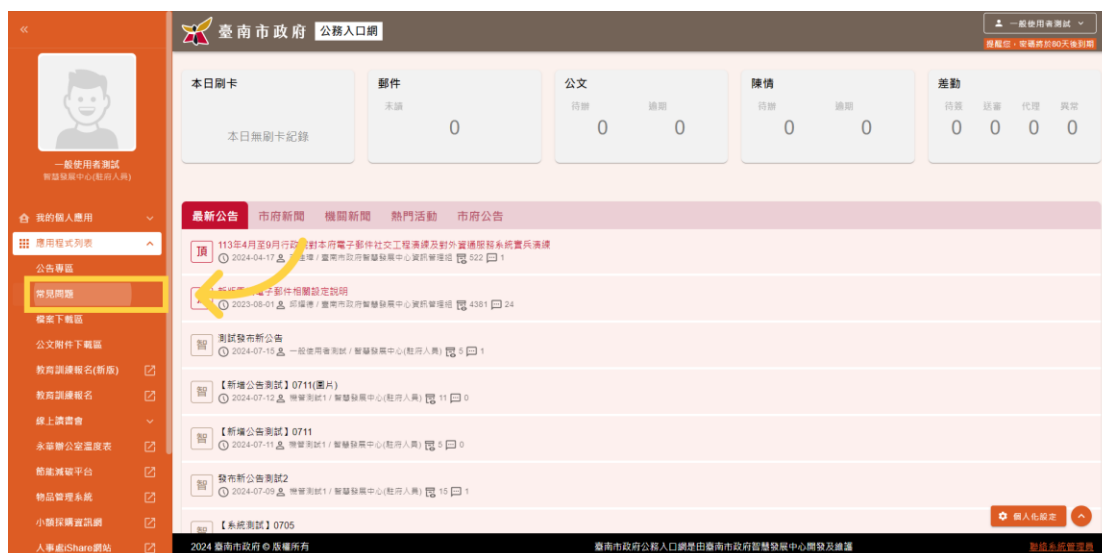 臺南市政府 公務入口網
一般使用者測試
提醒您，密碼將於80天後到期
一般使用者測試
智慧發展中心(駐府人員)
我的個人應用
應用程式列表
公告專區
常見問題
檔案下載區
公文附件下載區
教育訓練報名(新版)
教育訓練報名
線上讀書會
永華辦公室溫度表
節能減碳平台
物品管理系統
小額採購資訊網
人事處iShare網站
本日刷卡
本日無刷卡紀錄
郵件
未讀
0
公文
待辦 逾期
0 0
陳情
待辦 逾期
0 0
差勤
待簽 送審 代理 異常
0 0 0 0
最新公告 市府新聞 機關新聞 熱門活動 市府公告
頂 113年4月至9月行政院對本府電子郵件社交工程演練及對外資通服務系統實兵演練
2024-04-17 / 臺南市政府智慧發展中心資訊管理組 522 1
電子郵件相關設定說明
2023-06-01 / 臺南市政府智慧發展中心資訊管理組 4381 24
智 測試發布新公告
2024-07-15 一般使用者測試 / 智慧發展中心(駐府人員) 5 1
智 【新增公告測試】0711(圖片)
2024-07-12 機管測試1 / 智慧發展中心(駐府人員) 11 0
智 【新增公告測試】0711
2024-07-11 機管測試1 / 智慧發展中心(駐府人員) 5 0
智 發布新公告測試2
2024-07-09 機管測試1 / 智慧發展中心(駐府人員) 15 1
智 【系統測試】0705
個人化設定
2024 臺南市政府 © 版權所有
臺南市政府公務入口網是由臺南市政府智慧發展中心開發及維護
聯絡系統管理員